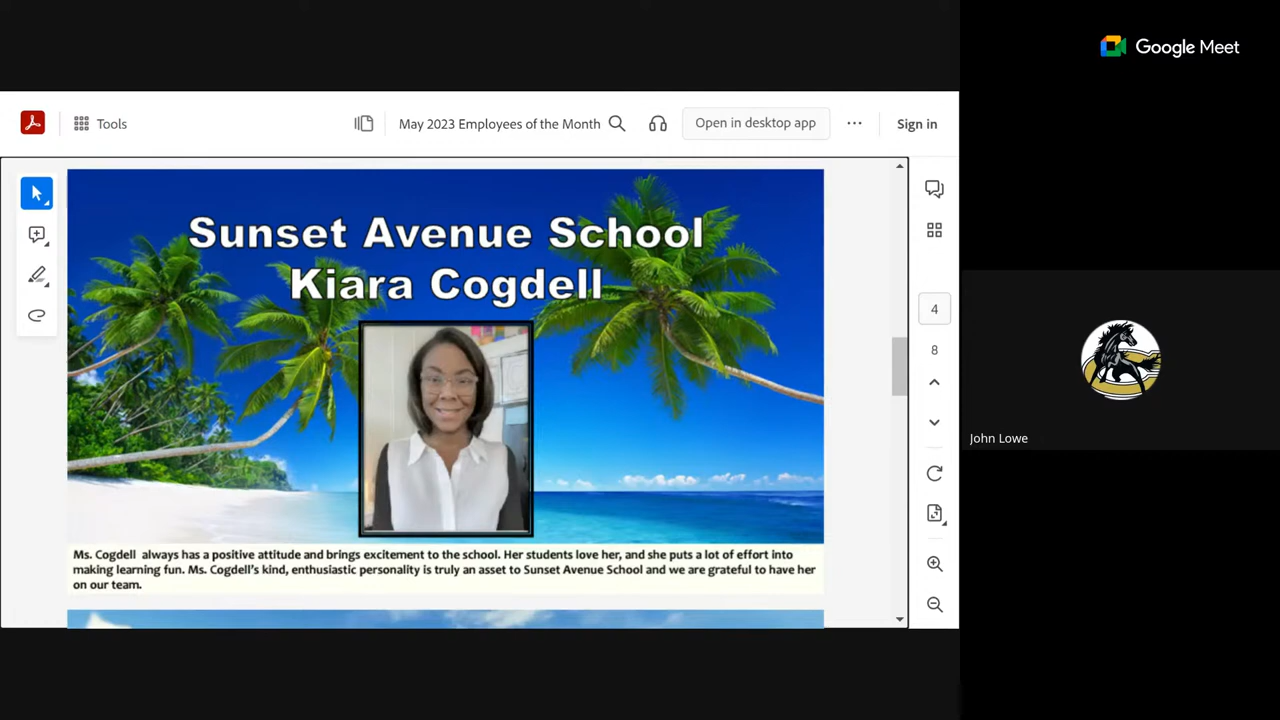 Google Meet
Tools
May 2023 Employees of the Month
Open in desktop app
Sign in
Sunset Avenue School
Kiara Cogdell
4
8
John Lowe
Ms. Cogdell always has a positive attitude and brings excitement to the school. Her students love her, and she puts a lot of effort into
making learning fun. Ms. Cogdell's kind, enthusiastic personality is truly an asset to Sunset Avenue School and we are grateful to have her
on our team.